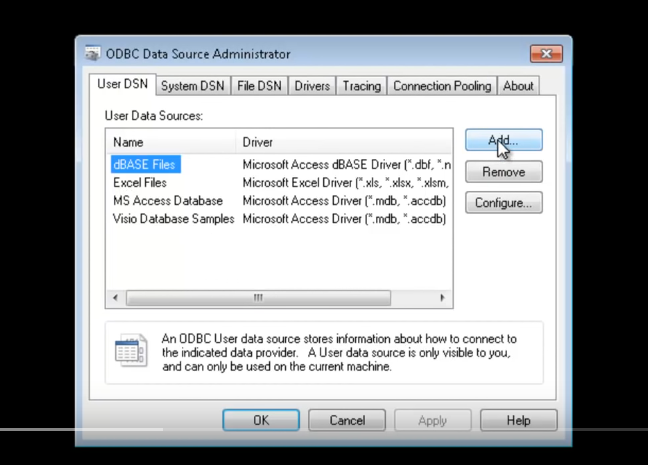 ODBC Data Source Administrator
User DSN System DSN File DSN Drivers Tracing Connection Pooling About
User Data Sources:
Name Driver
Add...
dBASE Files Microsoft Access dBASE Driver (*.dbf, *.n
Excel Files Microsoft Excel Driver (*.xls, *.xlsx, *.xlsm,
Remove
MS Access Database Microsoft Access Driver (*.mdb, *.accdb)
Configure...
Visio Database Samples Microsoft Access Driver (*.mdb, *.accdb)
An ODBC User data source stores information about how to connect to
the indicated data provider. A User data source is only visible to you,
and can only be used on the current machine.
OK Cancel Apply Help